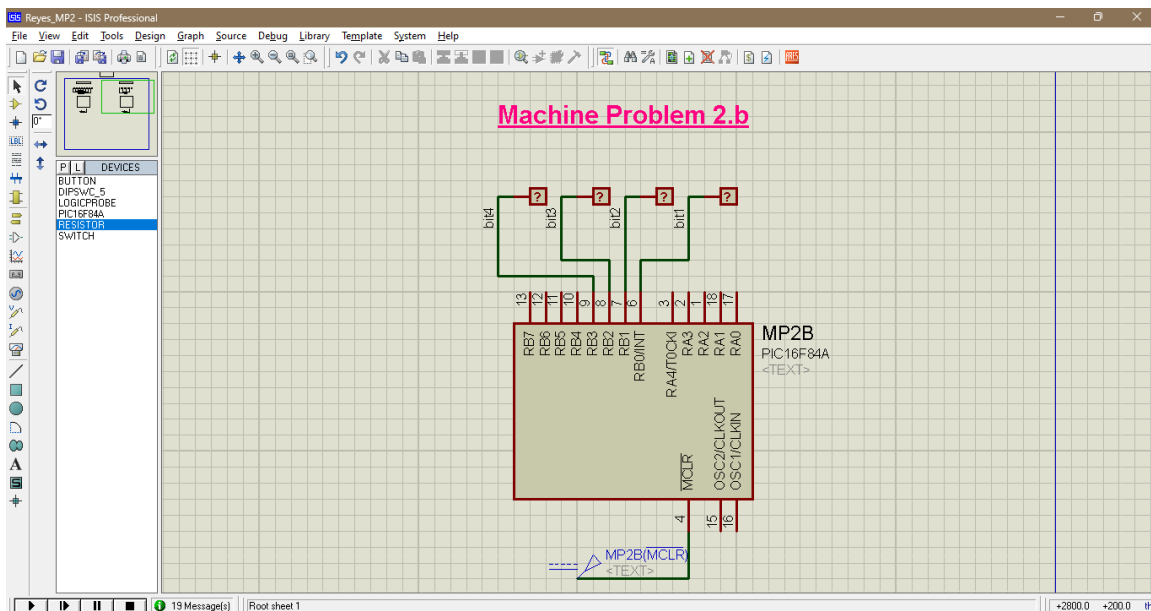 Reyes_MP2 - ISIS Professional
File View Edit Tools Design Graph Source Debug Library Template System Help
0°
P L DEVICES
BUTTON
DIPSWC_5
LOGICPROBE
PIC16F84A
RESISTOR
SWITCH
LBL
A
S
Machine Problem 2.b
? ? ? ?
bit4 bit3 bit2 bit1
13 12 11 10 9 8 7 6 3 2 1 18 17
RB7 RB6 RB5 RB4 RB3 RB2 RB1 RB0/INT RA4/T0CKI RA3 RA2 RA1 RA0
MP2B
PIC16F84A
<TEXT>
MCLR OSC2/CLKOUT OSC1/CLKIN
4 15 16
MP2B(MCLR)
<TEXT>
19 Message(s) Root sheet 1 +2800.0 +200.0 th